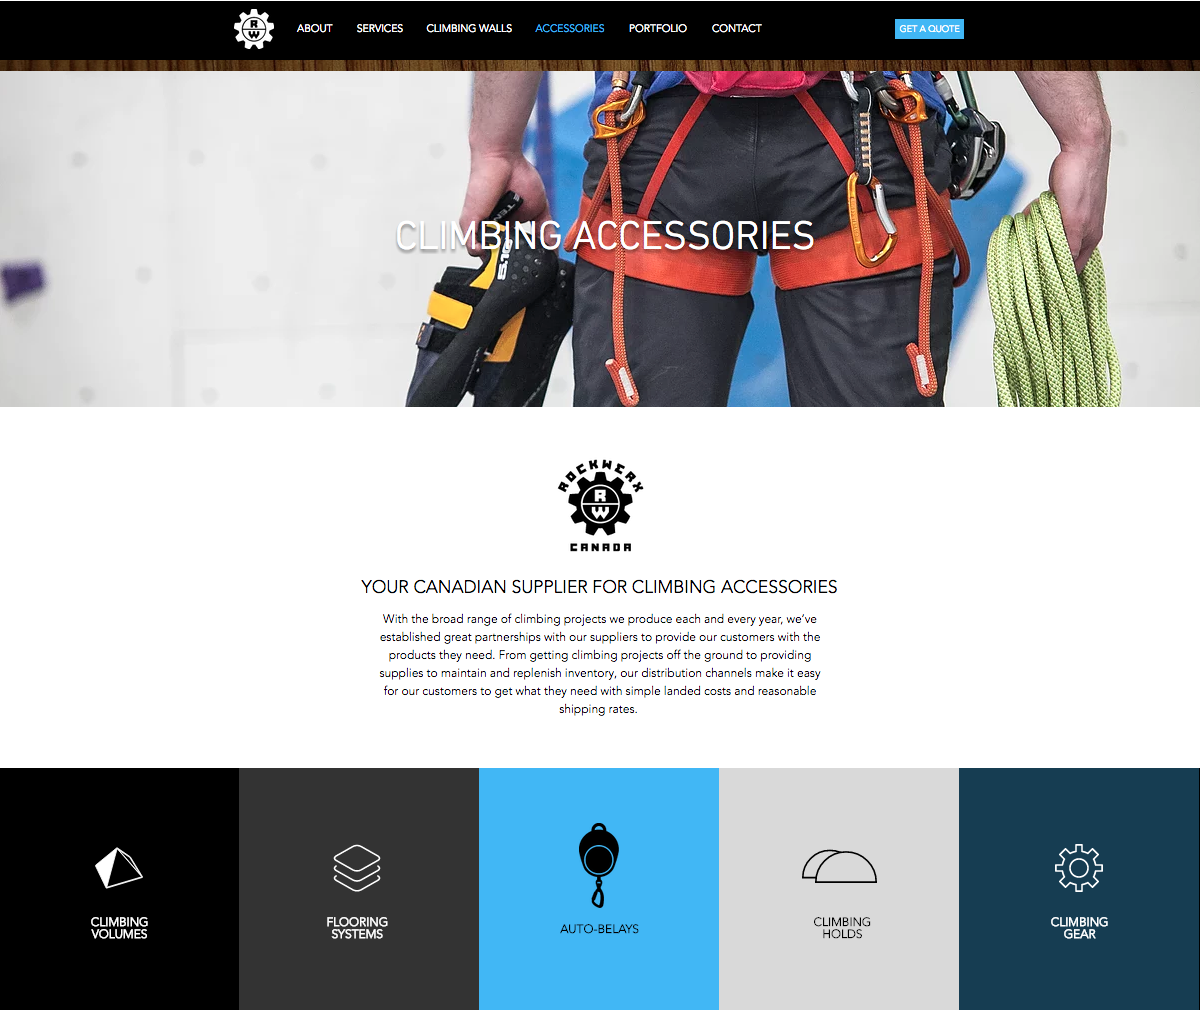 R
W
ABOUT
SERVICES
CLIMBING WALLS
ACCESSORIES
PORTFOLIO
CONTACT
GET A QUOTE
5.10
CLIMBING ACCESSORIES
ROCKWERX
R
W
CANADA
YOUR CANADIAN SUPPLIER FOR CLIMBING ACCESSORIES
With the broad range of climbing projects we produce each and every year, we’ve
established great partnerships with our suppliers to provide our customers with the
products they need. From getting climbing projects off the ground to providing
supplies to maintain and replenish inventory, our distribution channels make it easy
for our customers to get what they need with simple landed costs and reasonable
shipping rates.
CLIMBING
VOLUMES
FLOORING
SYSTEMS
AUTO-BELAYS
CLIMBING
HOLDS
CLIMBING
GEAR